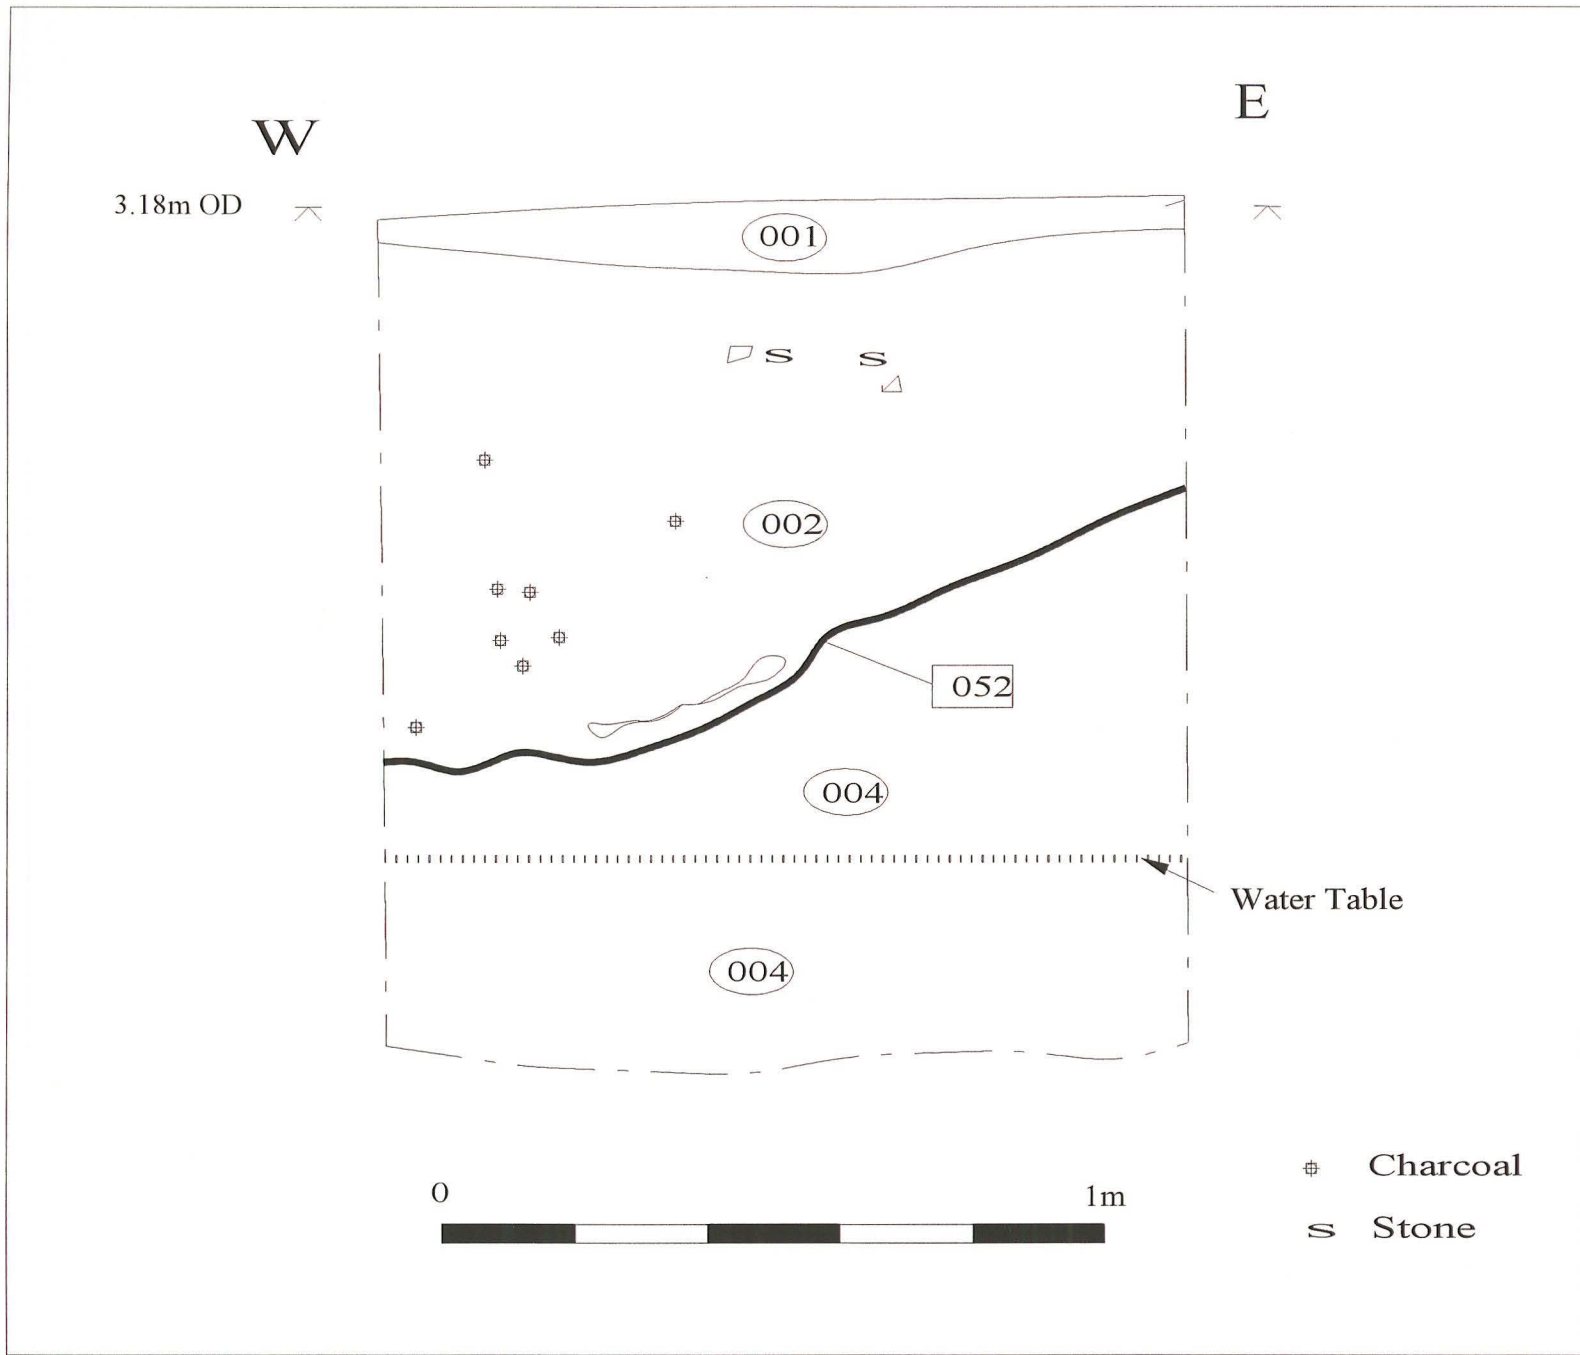 W
E
3.18m OD
001
S S
002
052
004
Water Table
004
0 1m
Charcoal
S Stone